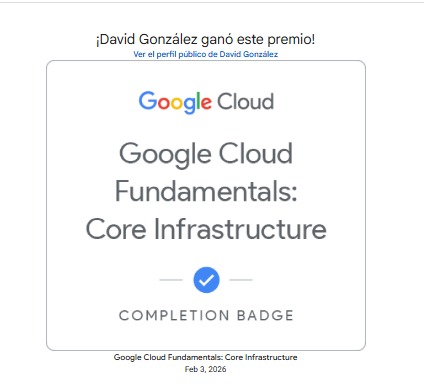 ¡David González ganó este premio!
Ver el perfil público de David González
Google Cloud
Google Cloud
Fundamentals:
Core Infrastructure
COMPLETION BADGE
Google Cloud Fundamentals: Core Infrastructure
Feb 3, 2026